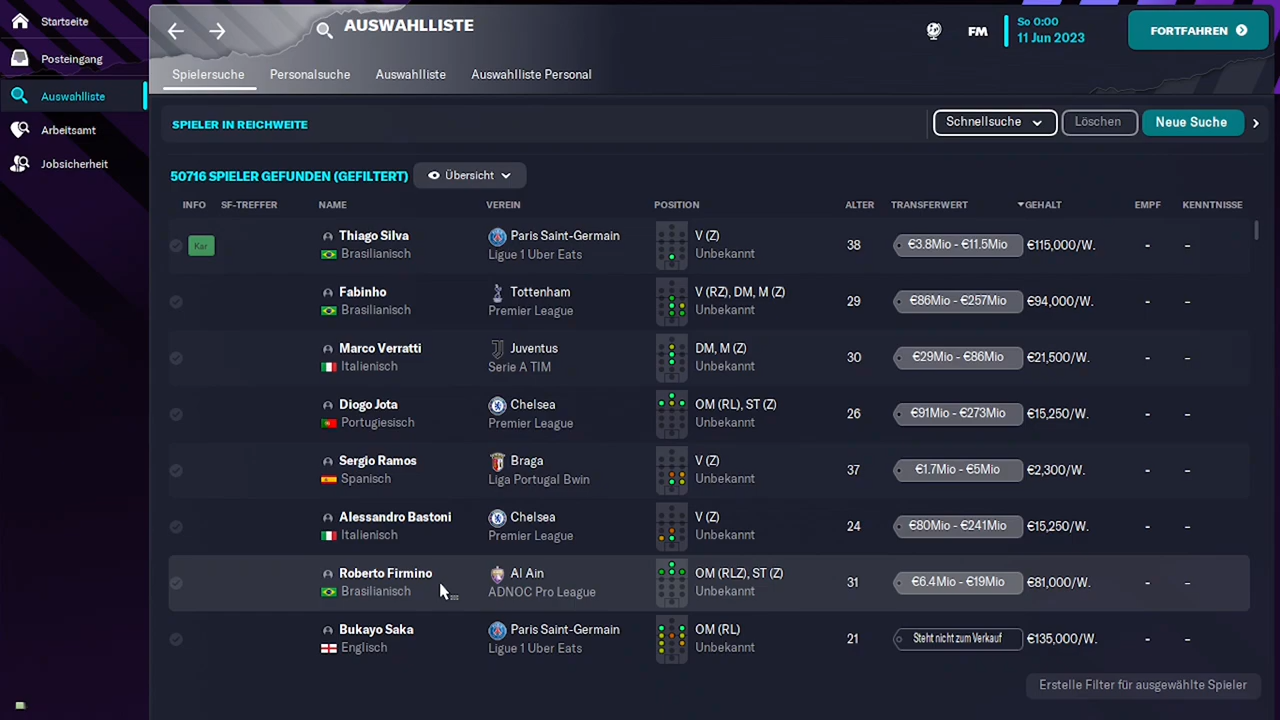 Startseite
Posteingang
Auswahlliste
Arbeitsamt
Jobsicherheit
AUSWAHLLISTE
FM
So 0:00
11 Jun 2023
FORTFAHREN
Spielersuche
Personalsuche
Auswahlliste
Auswahlliste Personal
SPIELER IN REICHWEITE
Schnellsuche
Löschen
Neue Suche
50716 SPIELER GEFUNDEN (GEFILTERT)
Übersicht
INFO SF-TREFFER NAME VEREIN POSITION ALTER TRANSFERWERT GEHALT EMPF KENNTNISSE
Kar Thiago Silva Paris Saint-Germain V (Z) 38 €3.8Mio - €11.5Mio €115,000/W. - -
Brasilianisch Ligue 1 Uber Eats Unbekannt
Fabinho Tottenham V (RZ), DM, M (Z) 29 €86Mio - €257Mio €94,000/W. - -
Brasilianisch Premier League Unbekannt
Marco Verratti Juventus DM, M (Z) 30 €29Mio - €86Mio €21,500/W. - -
Italienisch Serie A TIM Unbekannt
Diogo Jota Chelsea OM (RL), ST (Z) 26 €91Mio - €273Mio €15,250/W. - -
Portugiesisch Premier League Unbekannt
Sergio Ramos Braga V (Z) 37 €1.7Mio - €5Mio €2,300/W. - -
Spanisch Liga Portugal Bwin Unbekannt
Alessandro Bastoni Chelsea V (Z) 24 €80Mio - €241Mio €15,250/W. - -
Italienisch Premier League Unbekannt
Roberto Firmino Al Ain OM (RLZ), ST (Z) 31 €6.4Mio - €19Mio €81,000/W. - -
Brasilianisch ADNOC Pro League Unbekannt
Bukayo Saka Paris Saint-Germain OM (RL) 21 Steht nicht zum Verkauf €135,000/W. - -
Englisch Ligue 1 Uber Eats Unbekannt
Erstelle Filter für ausgewählte Spieler